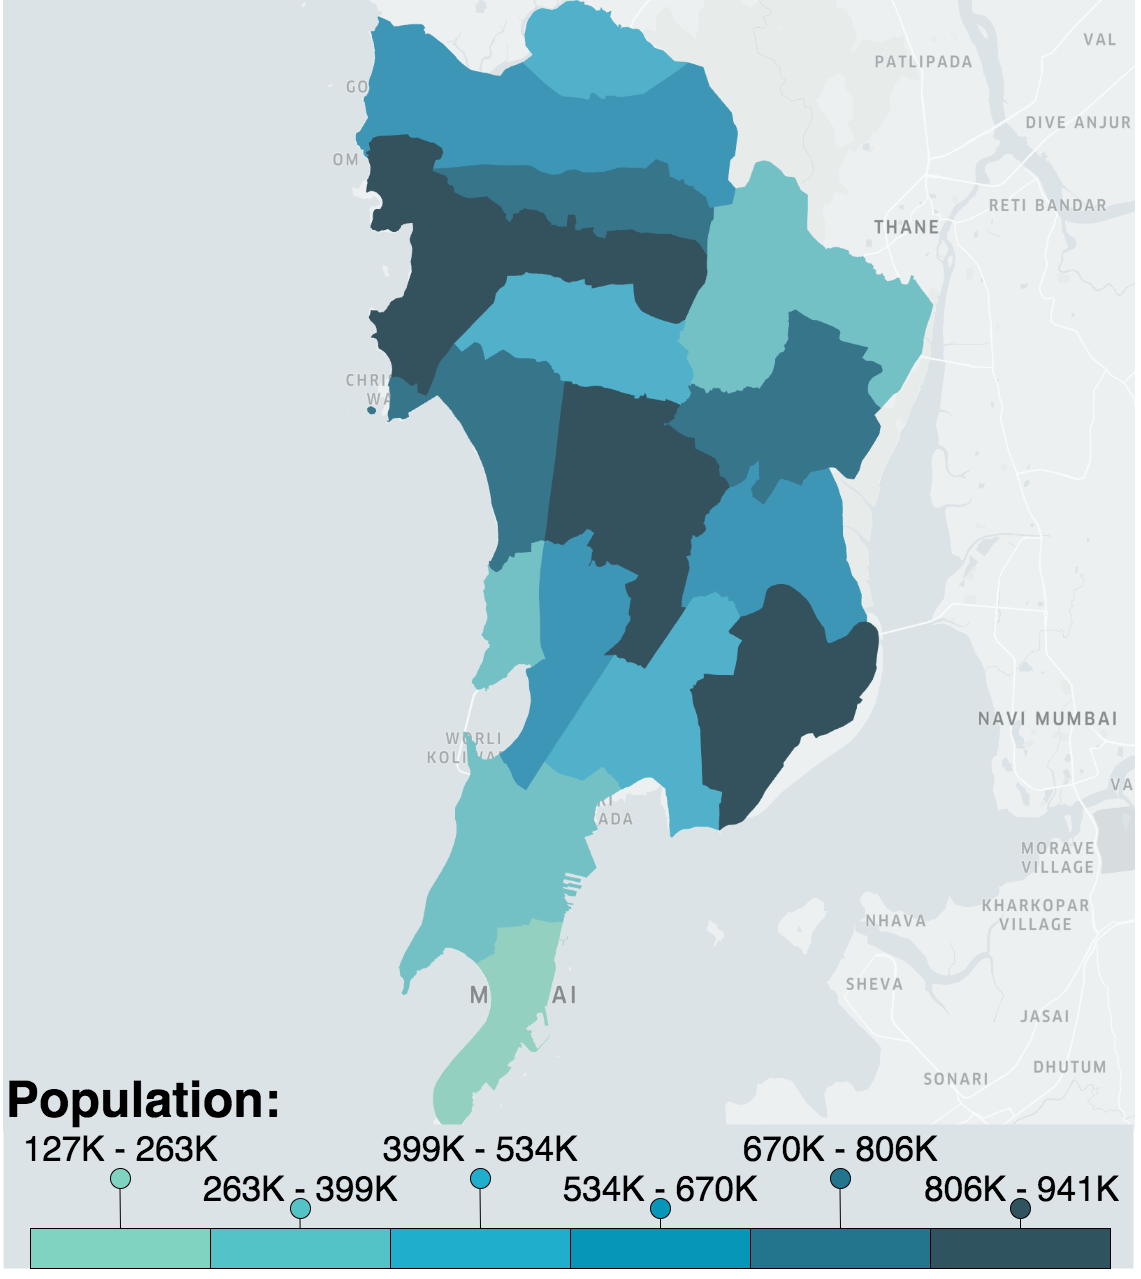 VAL
PATLIPADA
GO
DIVE ANJUR
OM
RETI BANDAR
THANE
CHRI
WA
NAVI MUMBAI
WORLI
KOLIWA
VA
RI
ADA
MORAVE
VILLAGE
KHARKOPAR
VILLAGE
NHAVA
SHEVA
M AI
JASAI
DHUTUM
SONARI
Population:
127K - 263K
399K - 534K
670K - 806K
263K - 399K
534K - 670K
806K - 941K